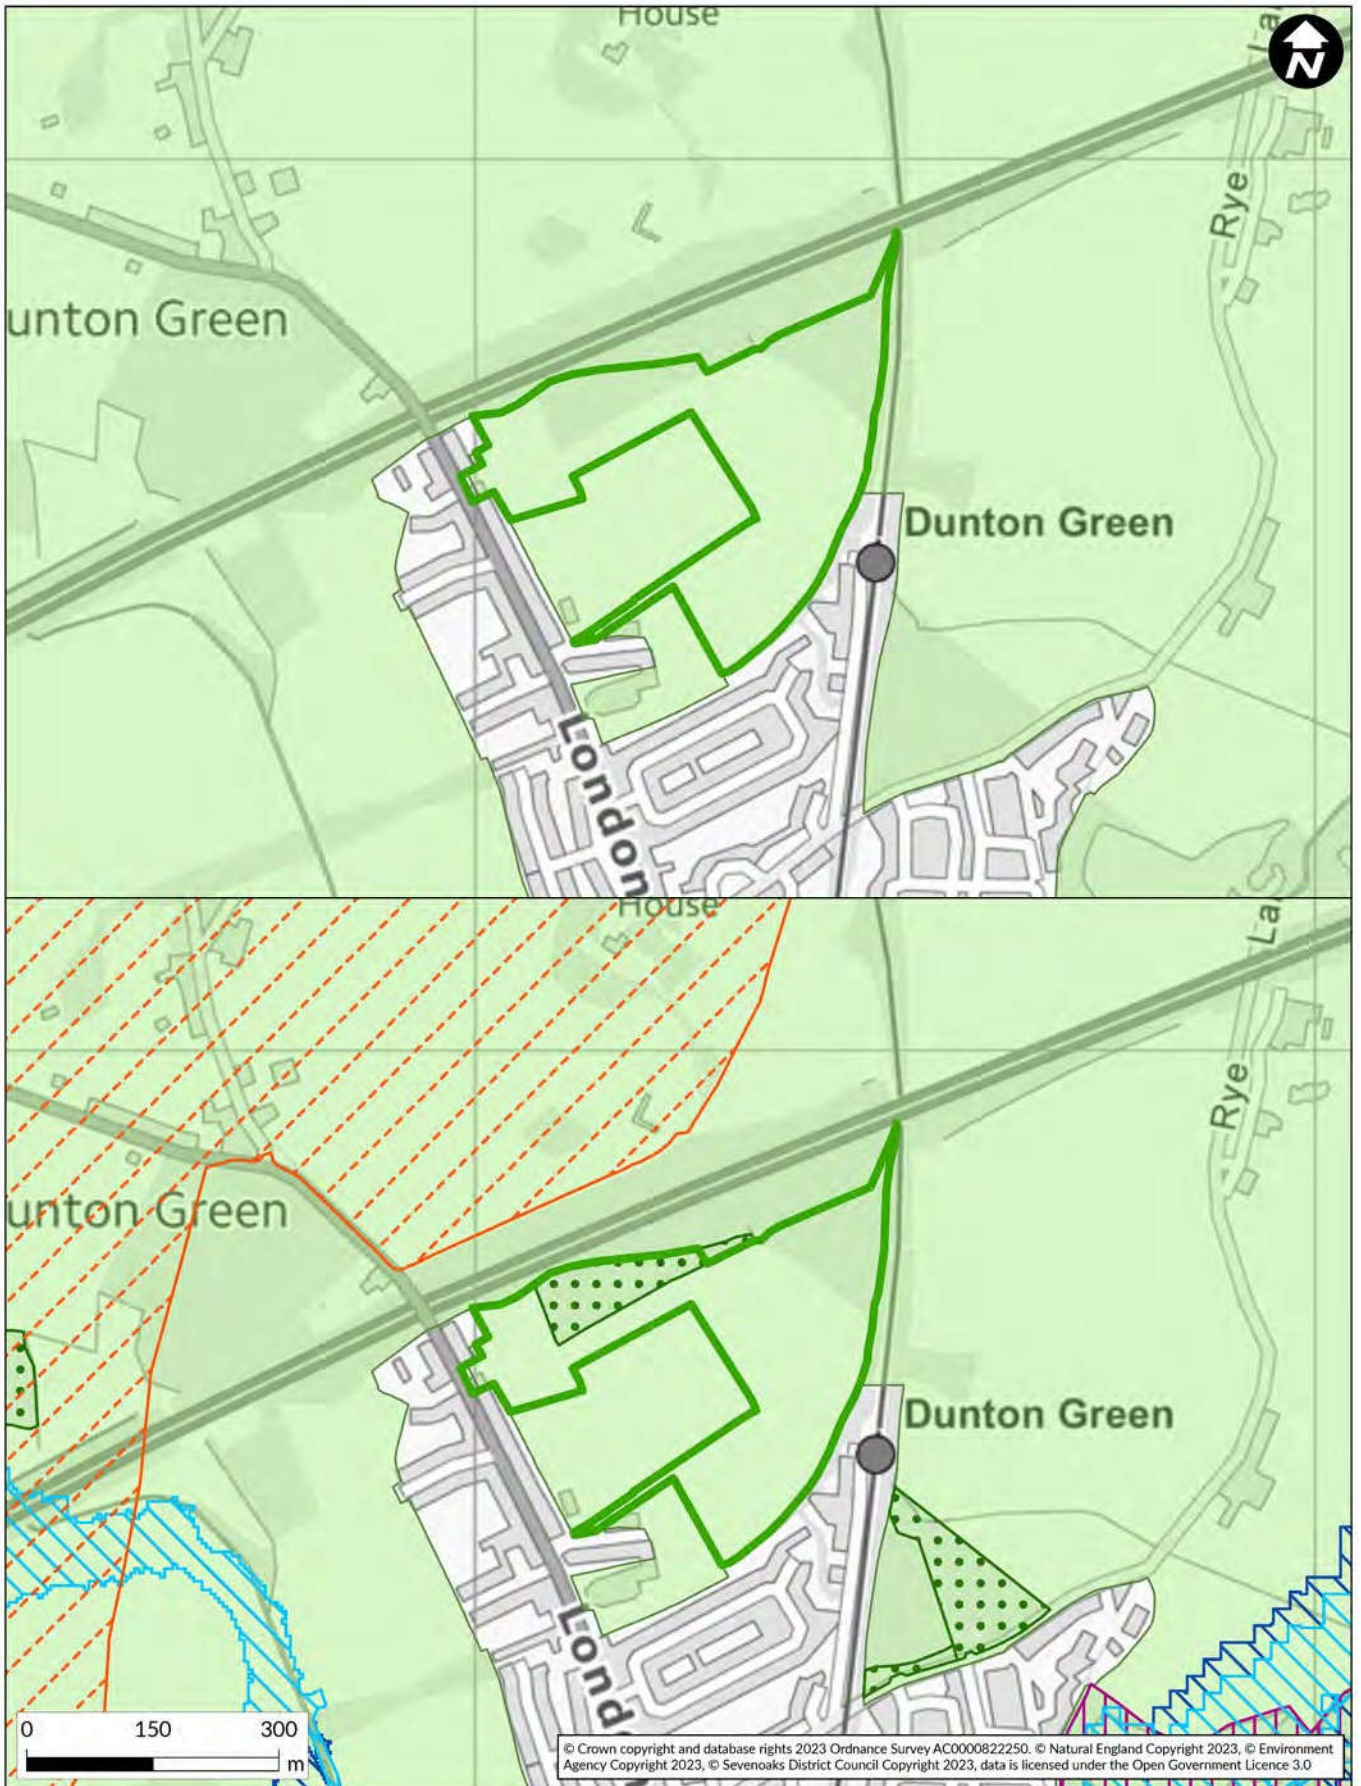 House
La
N
Rye
unton Green
Dunton Green
London
House
La
Rye
unton Green
Dunton Green
Londo
0 150 300
m
© Crown copyright and database rights 2023 Ordnance Survey AC0000822250. © Natural England Copyright 2023, © Environment
Agency Copyright 2023, © Sevenoaks District Council Copyright 2023, data is licensed under the Open Government Licence 3.0